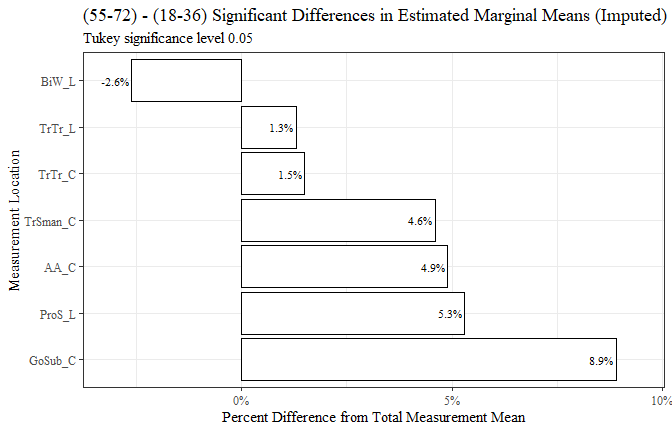 (55-72) - (18-36) Significant Differences in Estimated Marginal Means (Imputed)
Tukey significance level 0.05
Measurement Location
BiW_L
-2.6%
TrTr_L
1.3%
TrTr_C
1.5%
TrSman_C
4.6%
AA_C
4.9%
ProS_L
5.3%
GoSub_C
8.9%
0%
5%
10%
Percent Difference from Total Measurement Mean